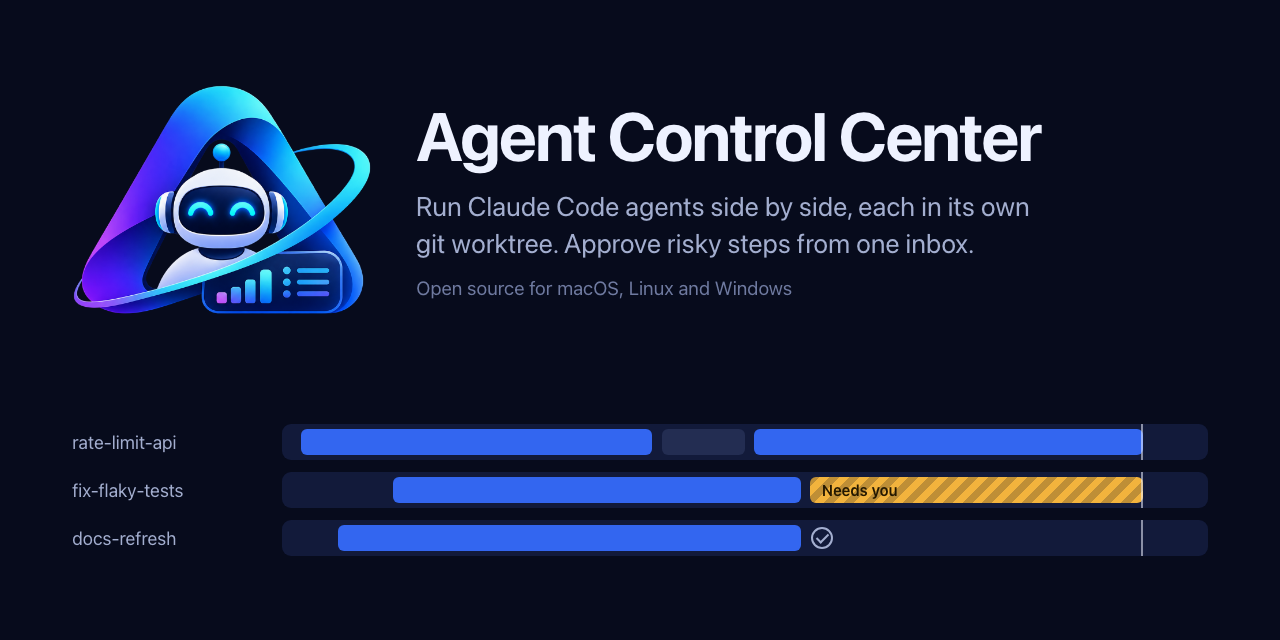 Agent Control Center
Run Claude Code agents side by side, each in its own
git worktree. Approve risky steps from one inbox.
Open source for macOS, Linux and Windows
rate-limit-api
fix-flaky-tests
Needs you
docs-refresh